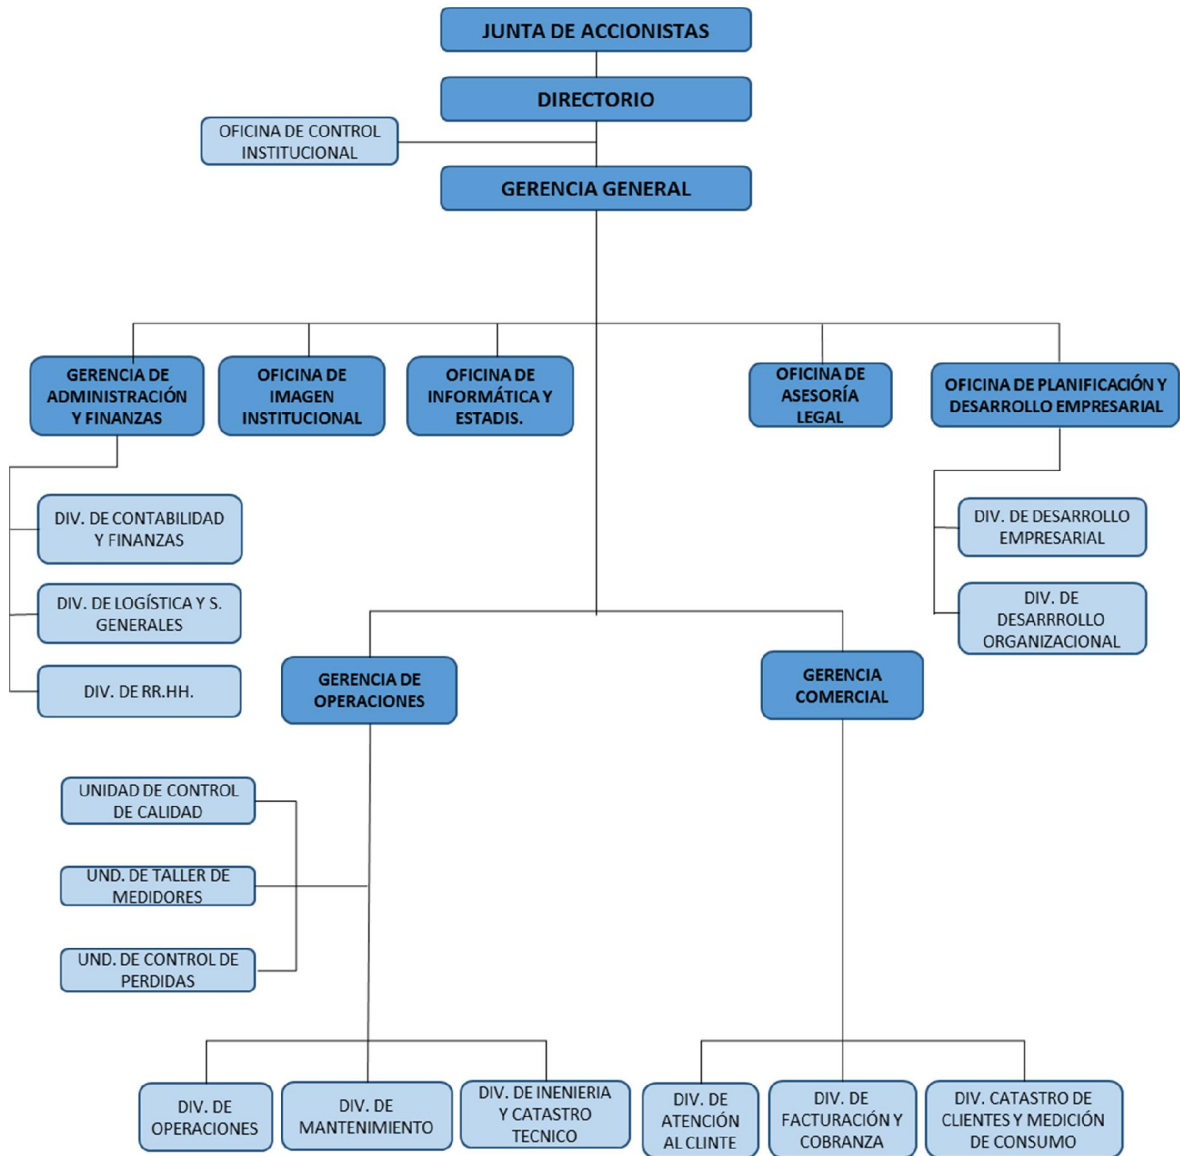 JUNTA DE ACCIONISTAS
DIRECTORIO
OFICINA DE CONTROL
INSTITUCIONAL
GERENCIA GENERAL
GERENCIA DE
ADMINISTRACIÓN
Y FINANZAS
OFICINA DE
IMAGEN
INSTITUCIONAL
OFICINA DE
INFORMÁTICA Y
ESTADIS.
OFICINA DE
ASESORÍA
LEGAL
OFICINA DE PLANIFICACIÓN Y
DESARROLLO EMPRESARIAL
DIV. DE CONTABILIDAD
Y FINANZAS
DIV. DE LOGÍSTICA Y S.
GENERALES
DIV. DE RR.HH.
DIV. DE DESARROLLO
EMPRESARIAL
DIV. DE
DESARRROLLO
ORGANIZACIONAL
GERENCIA DE
OPERACIONES
GERENCIA
COMERCIAL
UNIDAD DE CONTROL
DE CALIDAD
UND. DE TALLER DE
MEDIDORES
UND. DE CONTROL DE
PERDIDAS
DIV. DE
OPERACIONES
DIV. DE
MANTENIMIENTO
DIV. DE INENIERIA
Y CATASTRO
TECNICO
DIV. DE
ATENCIÓN
AL CLINTE
DIV. DE
FACTURACIÓN Y
COBRANZA
DIV. CATASTRO DE
CLIENTES Y MEDICIÓN
DE CONSUMO